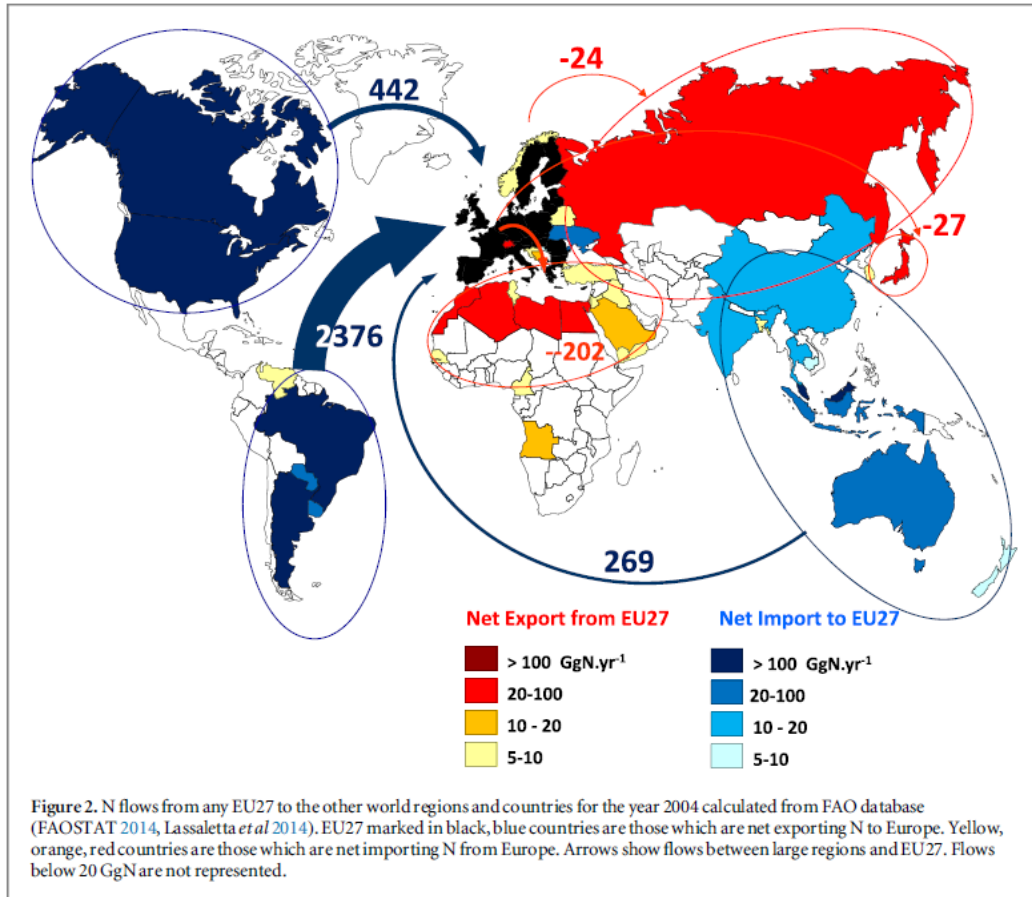 -24
442
-27
2376
--202
269
Net Export from EU27 Net Import to EU27
> 100 GgN.yr-1 > 100 GgN.yr-1
20-100 20-100
10 - 20 10 - 20
5-10 5-10
Figure 2. N flows from any EU27 to the other world regions and countries for the year 2004 calculated from FAO database
(FAOSTAT 2014, Lassaletta et al 2014). EU27 marked in black, blue countries are those which are net exporting N to Europe. Yellow,
orange, red countries are those which are net importing N from Europe. Arrows show flows between large regions and EU27. Flows
below 20 GgN are not represented.